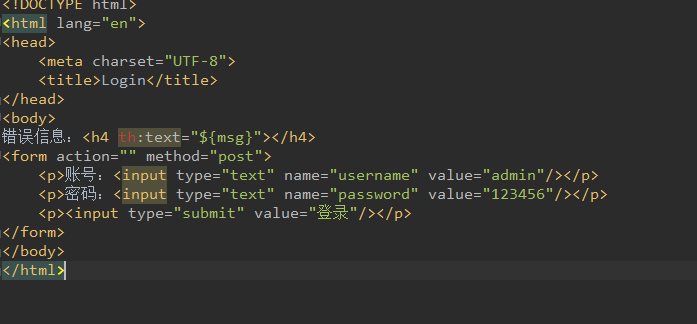 <!DOCTYPE html>
<html lang="en">
<head>
    <meta charset="UTF-8">
    <title>Login</title>
</head>
<body>
错误信息：<h4 th:text="${msg}"></h4>
<form action="" method="post">
    <p>账号：<input type="text" name="username" value="admin"/></p>
    <p>密码：<input type="text" name="password" value="123456"/></p>
    <p><input type="submit" value="登录"/></p>
</form>
</body>
</html>